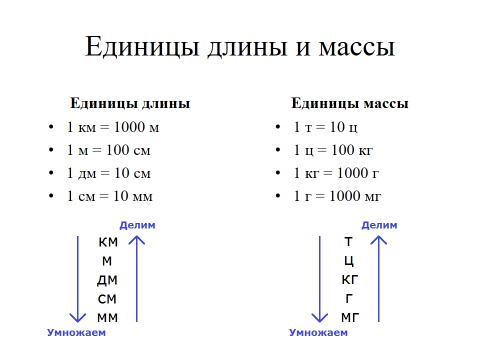 Единицы длины и массы
Единицы длины
• 1 км = 1000 м
• 1 м = 100 см
• 1 дм = 10 см
• 1 см = 10 мм
Делим
км
м
дм
см
мм
Умножаем
Единицы массы
• 1 т = 10 ц
• 1 ц = 100 кг
• 1 кг = 1000 г
• 1 г = 1000 мг
Делим
т
ц
кг
г
мг
Умножаем